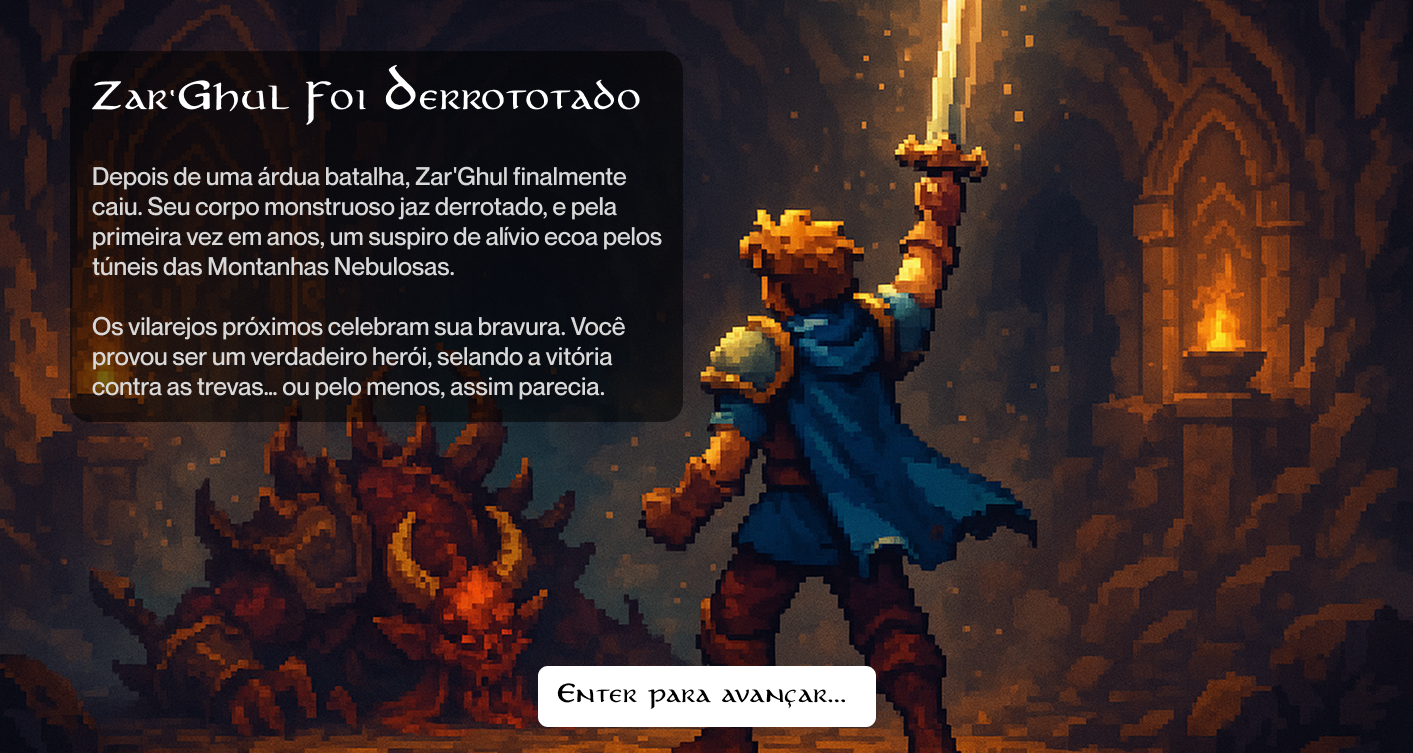 Zar'Ghul Foi Derrototado
Depois de uma árdua batalha, Zar'Ghul finalmente
caiu. Seu corpo monstruoso jaz derrotado, e pela
primeira vez em anos, um suspiro de alívio ecoa pelos
túneis das Montanhas Nebulosas.
Os vilarejos próximos celebram sua bravura. Você
provou ser um verdadeiro herói, selando a vitória
contra as trevas... ou pelo menos, assim parecia.
Enter para avançar...